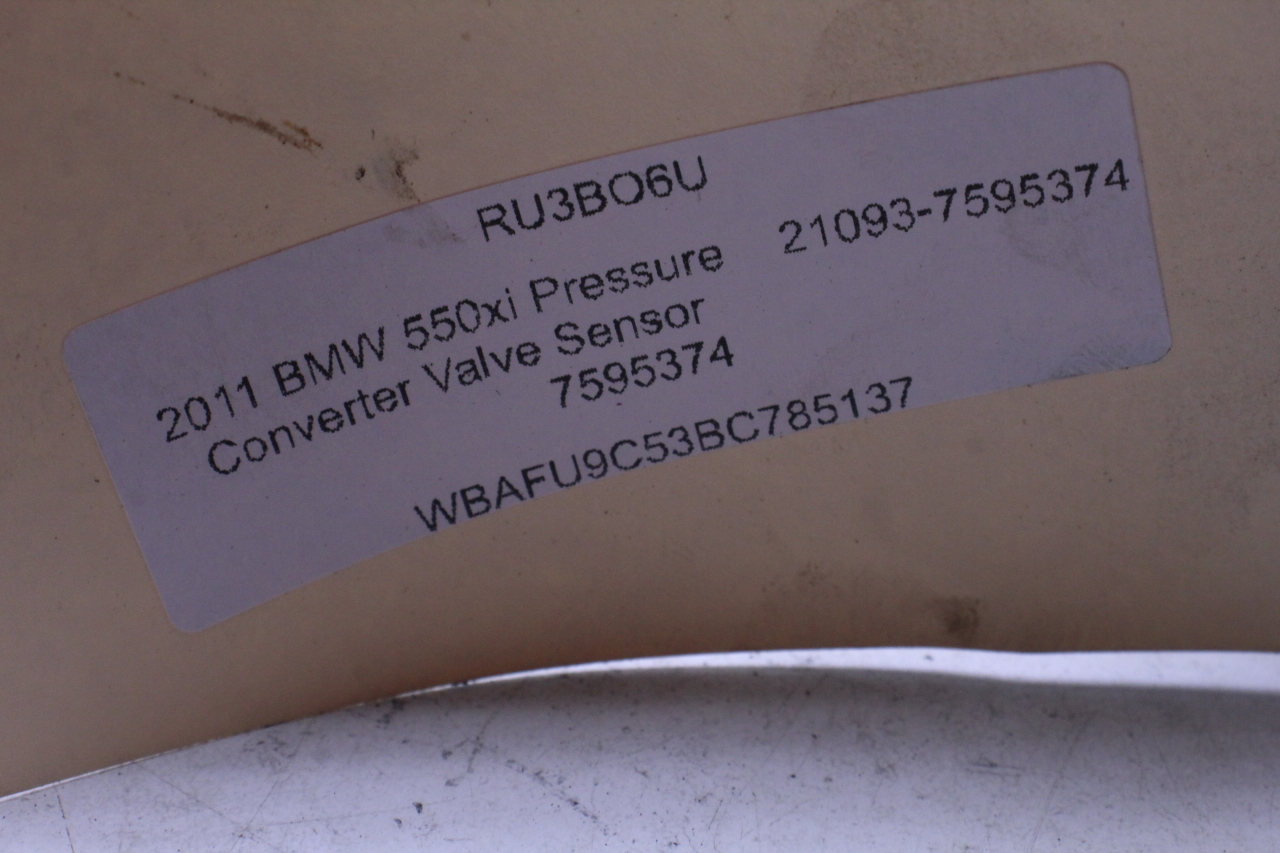 RU3BO6U
21093-7595374
2011 BMW 550xi Pressure
Converter Valve Sensor
7595374
WBAFU9C53BC785137